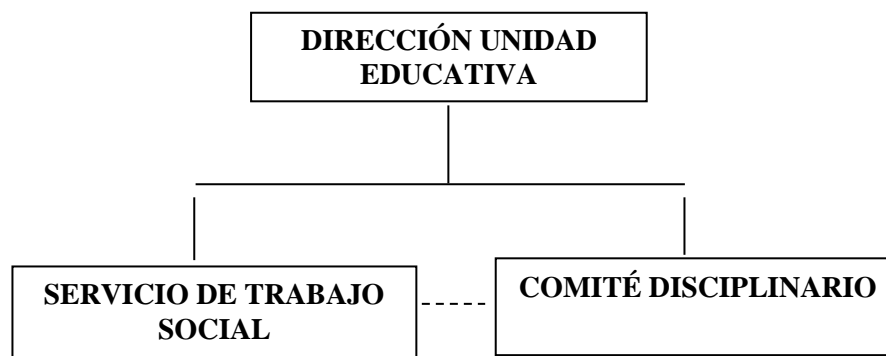 DIRECCIÓN UNIDAD
EDUCATIVA
SERVICIO DE TRABAJO
SOCIAL
COMITÉ DISCIPLINARIO